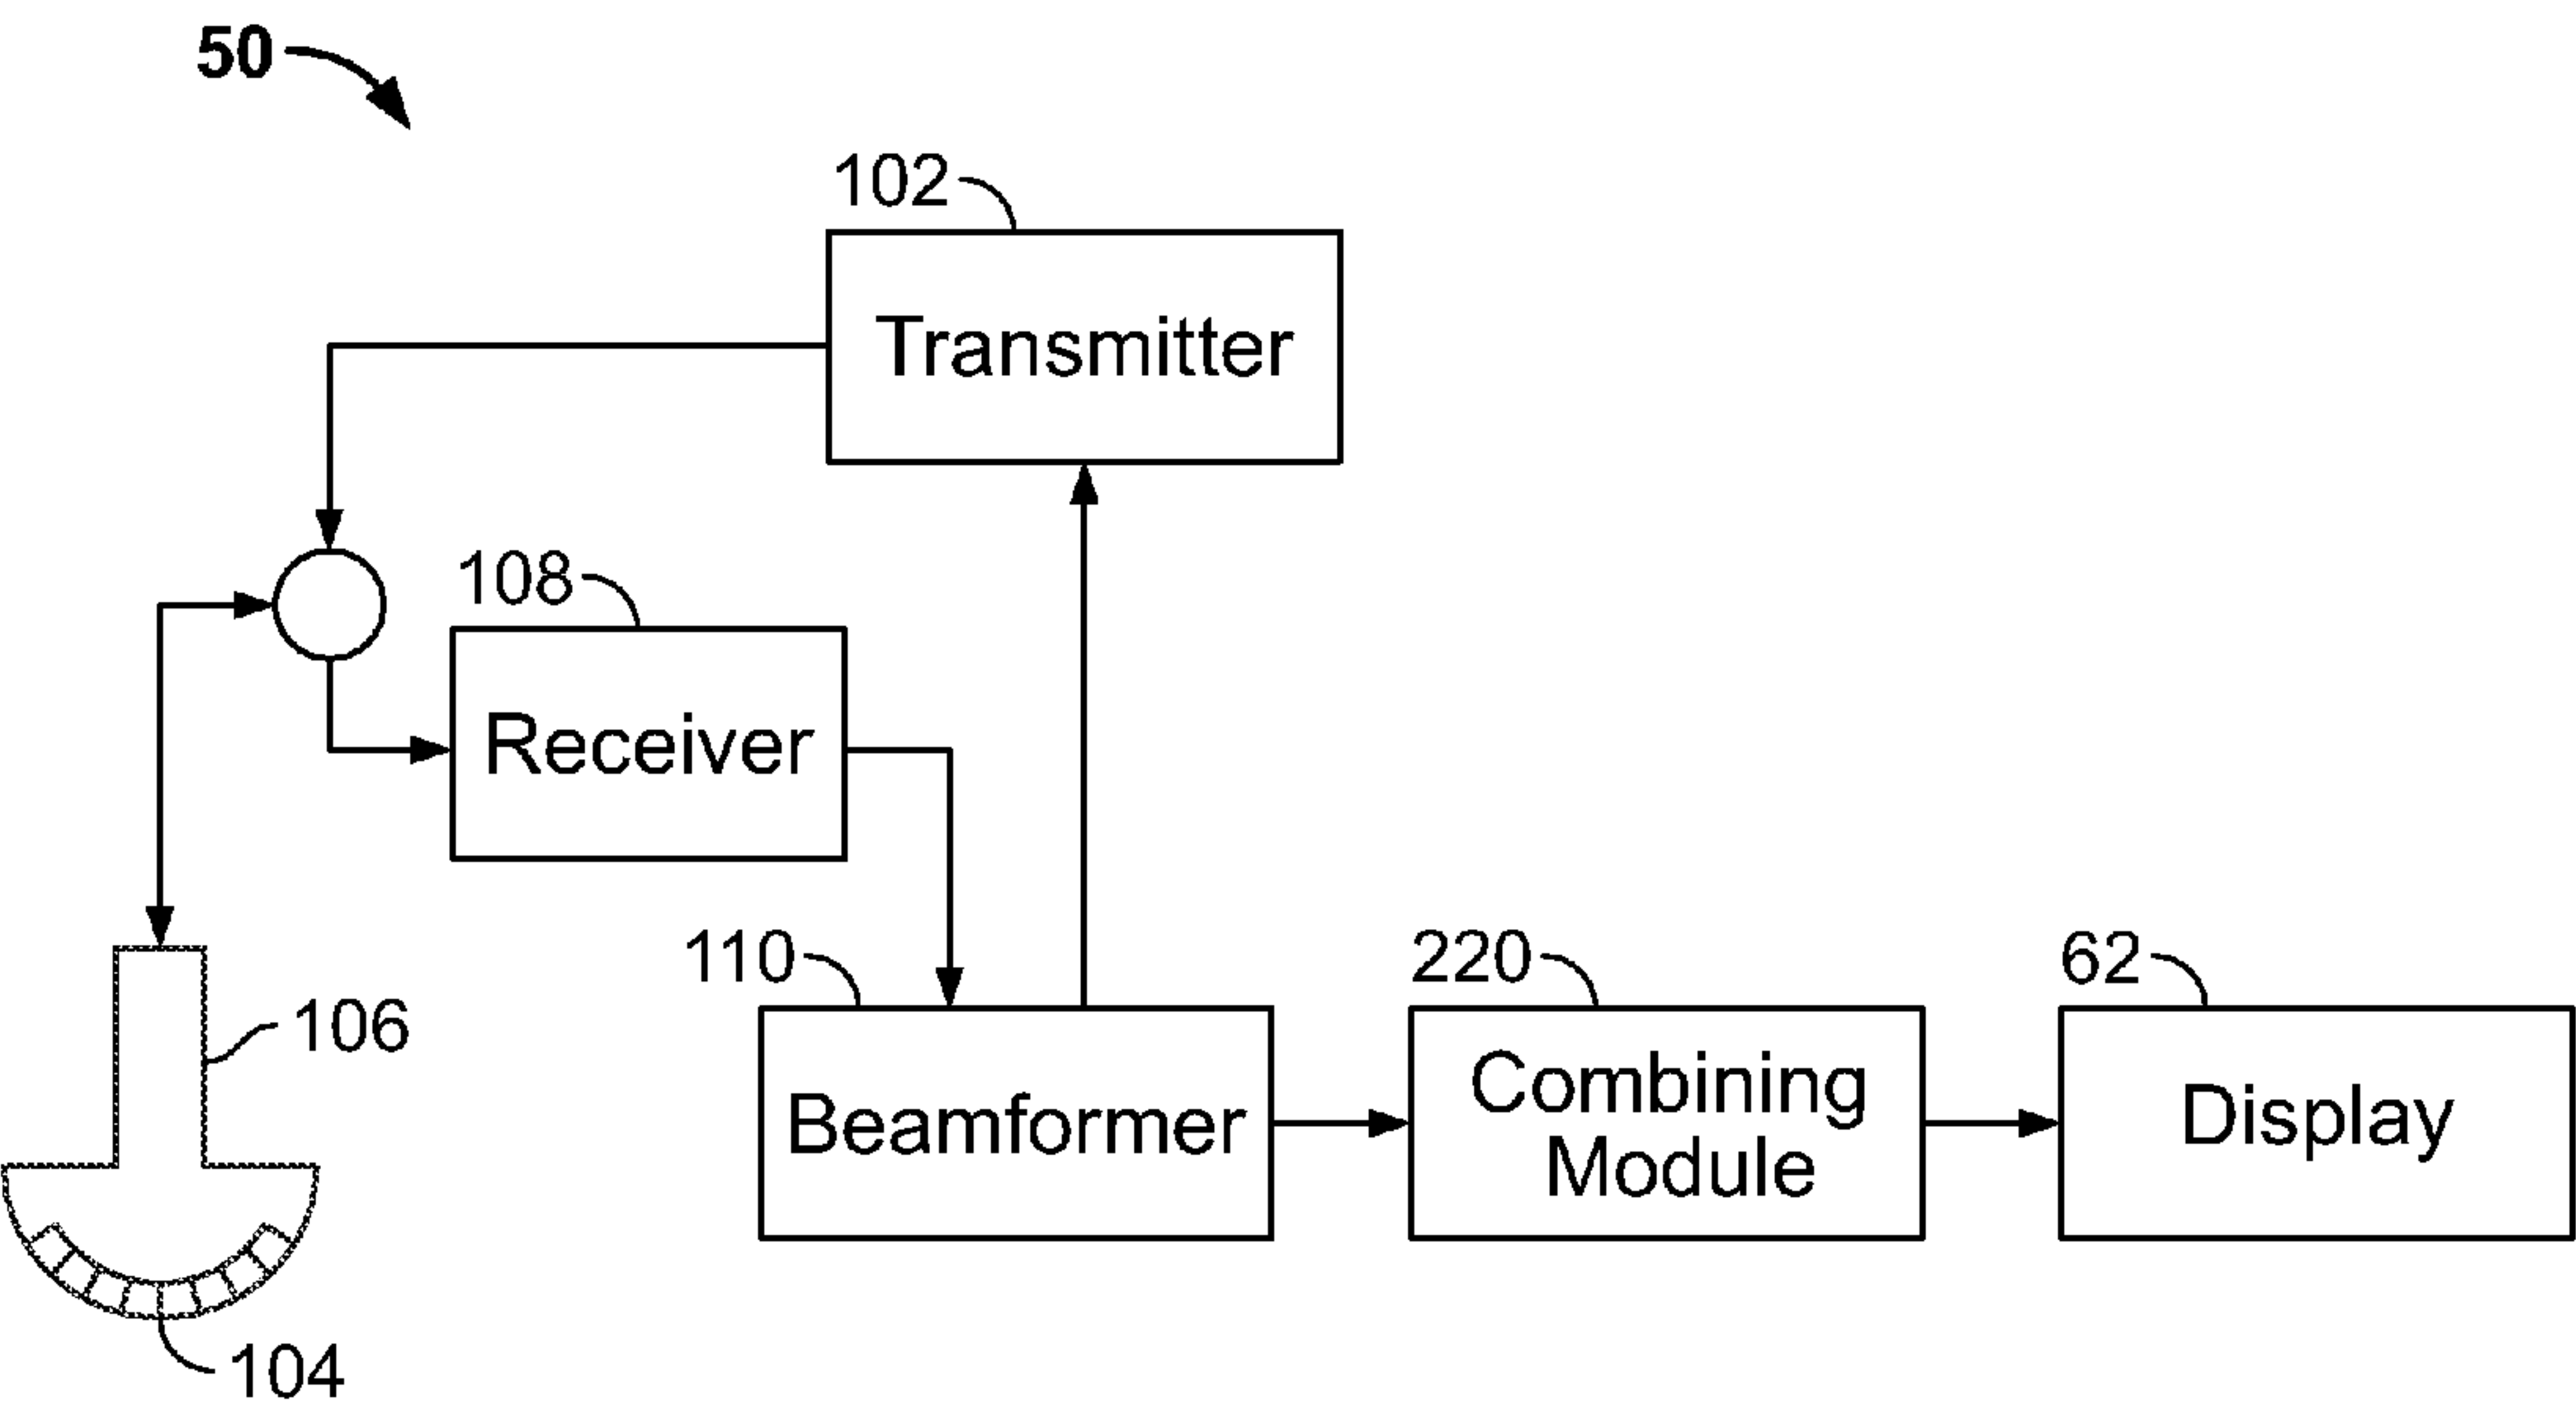 50
102
Transmitter
108
Receiver
110
220
62
106
Beamformer
Combining
Module
Display
104